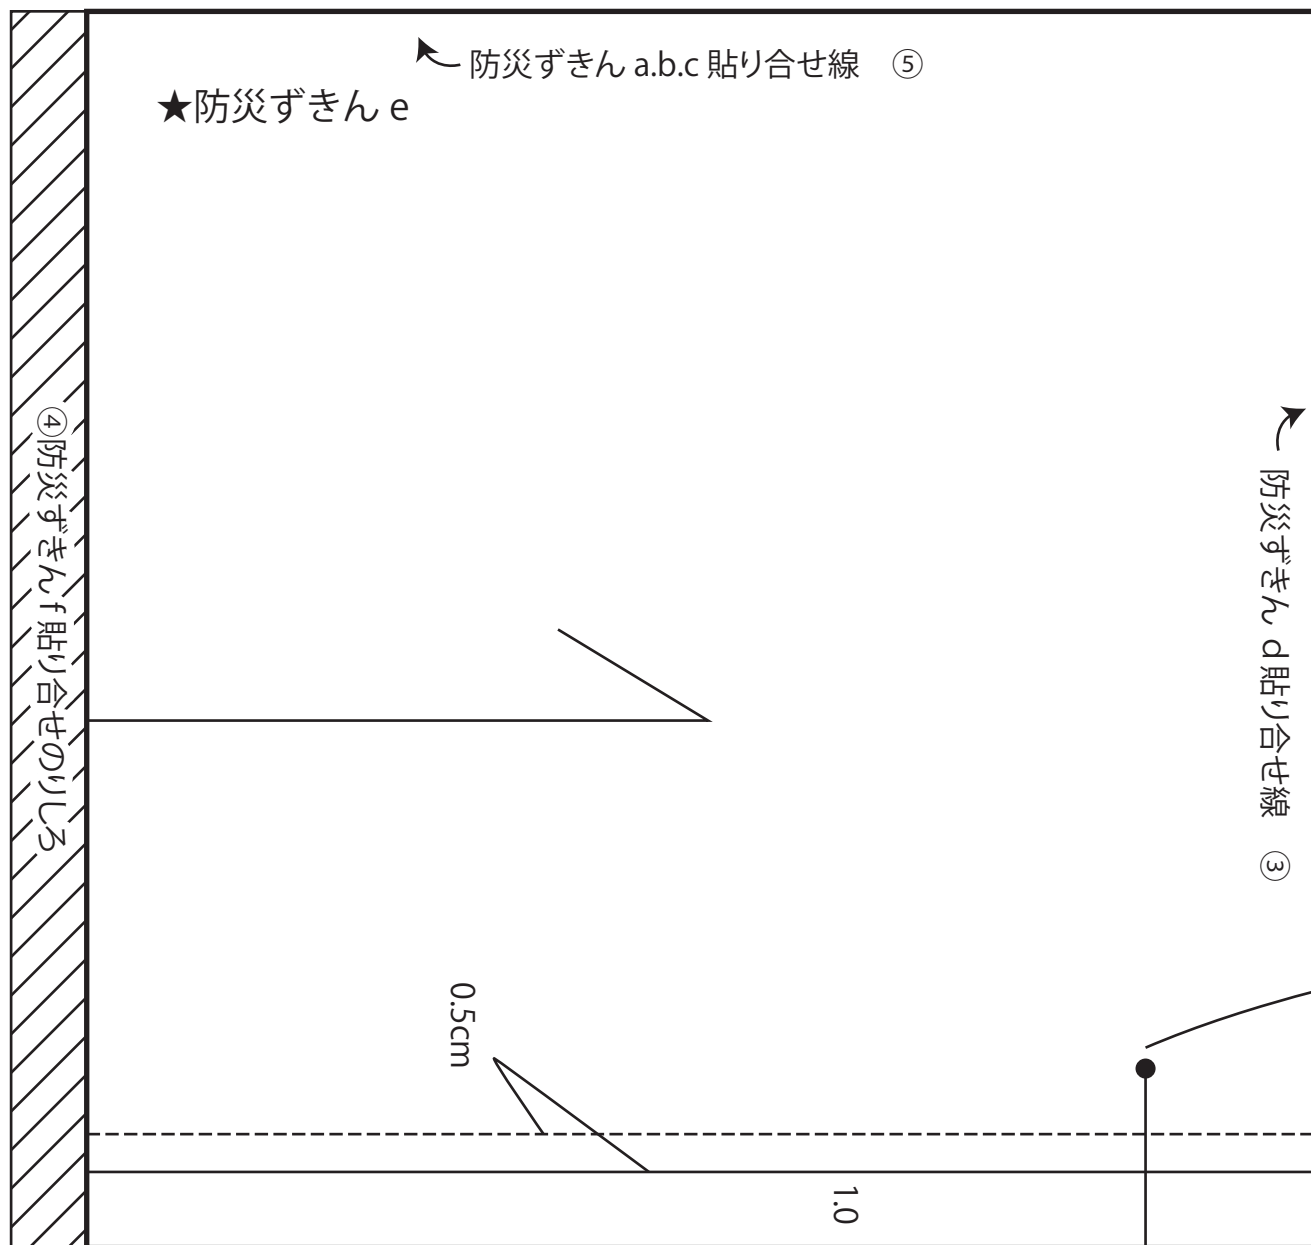 防災ずきん a.b.c 貼り合せ線　⑤
★防災ずきん e
④防災ずきん f 貼り合せのりしろ
防災ずきん d 貼り合せ線　③
0.5cm
1.0